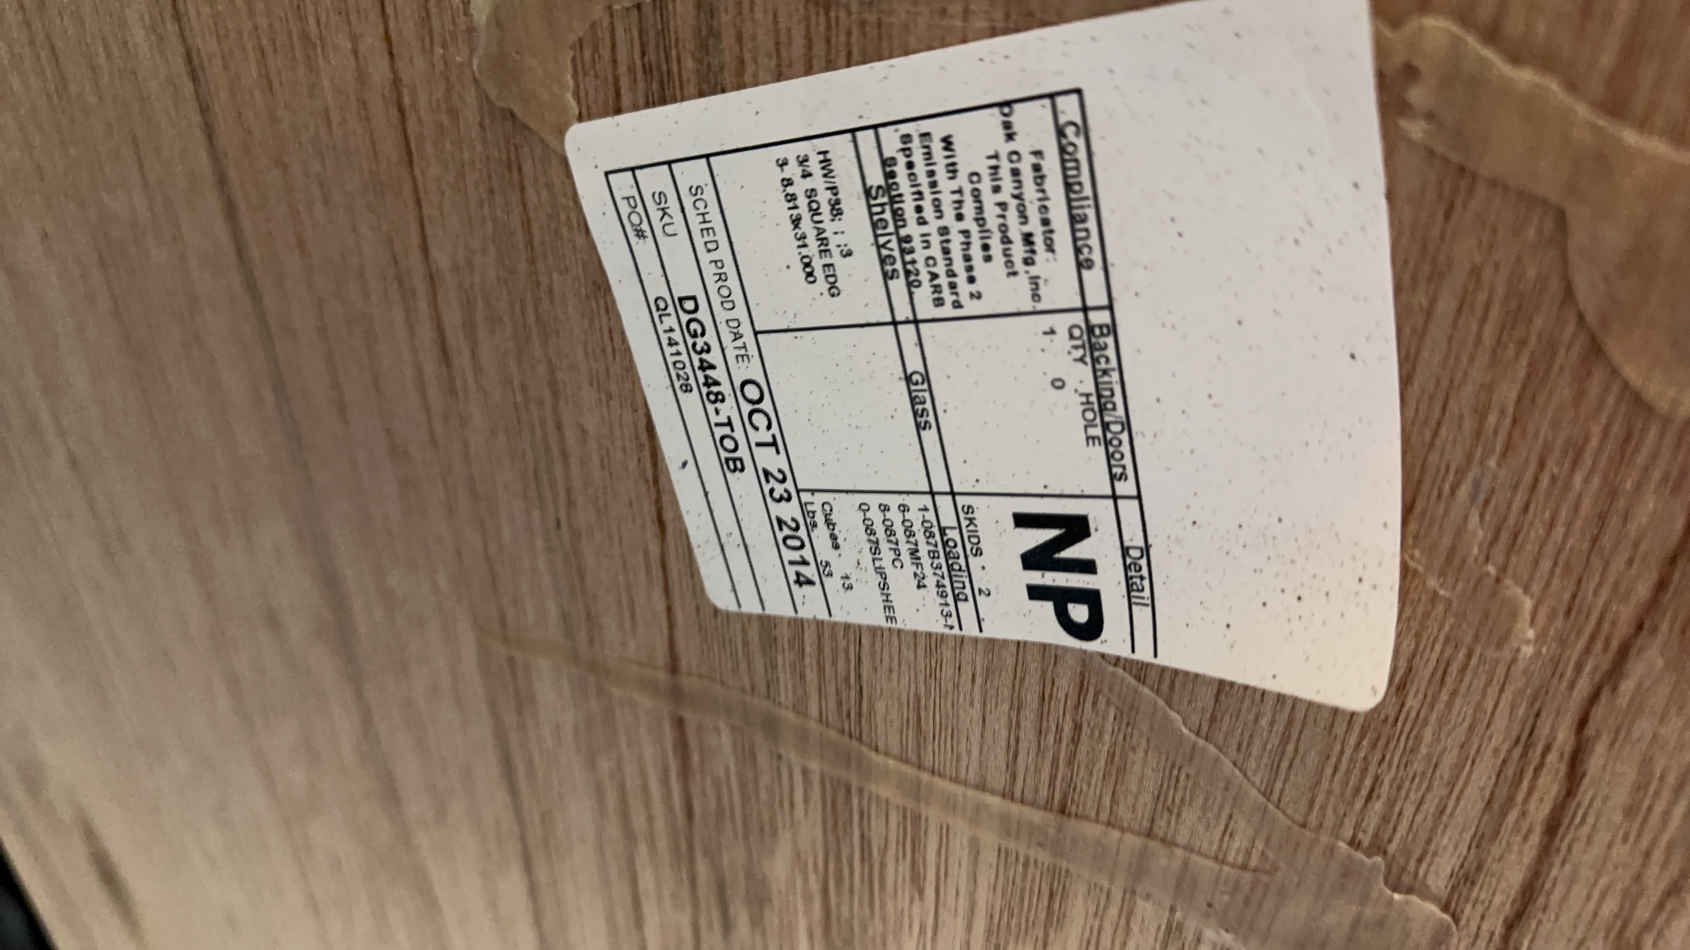 Compliance
Fabricator:
Oak Canyon Mfg, Inc.
This Product
Complies
With The Phase 2
Emission Standard
Specified in CARB
Section 93120.
Backing/Doors
QTY HOLE
1 0
Detail
NP
SKIDS 2
Shelves
HW/P38; ; ;3
3/4 SQUARE EDG
3- 8.813x31.000
Glass
Loading
1-087B374913-
6-087MF24
8-087PC
0-087SLIPSHEE
Cubes 13
Lbs. 53
SCHED PROD DATE: OCT 23 2014
SKU DG3448-TOB
PO#: QL141028